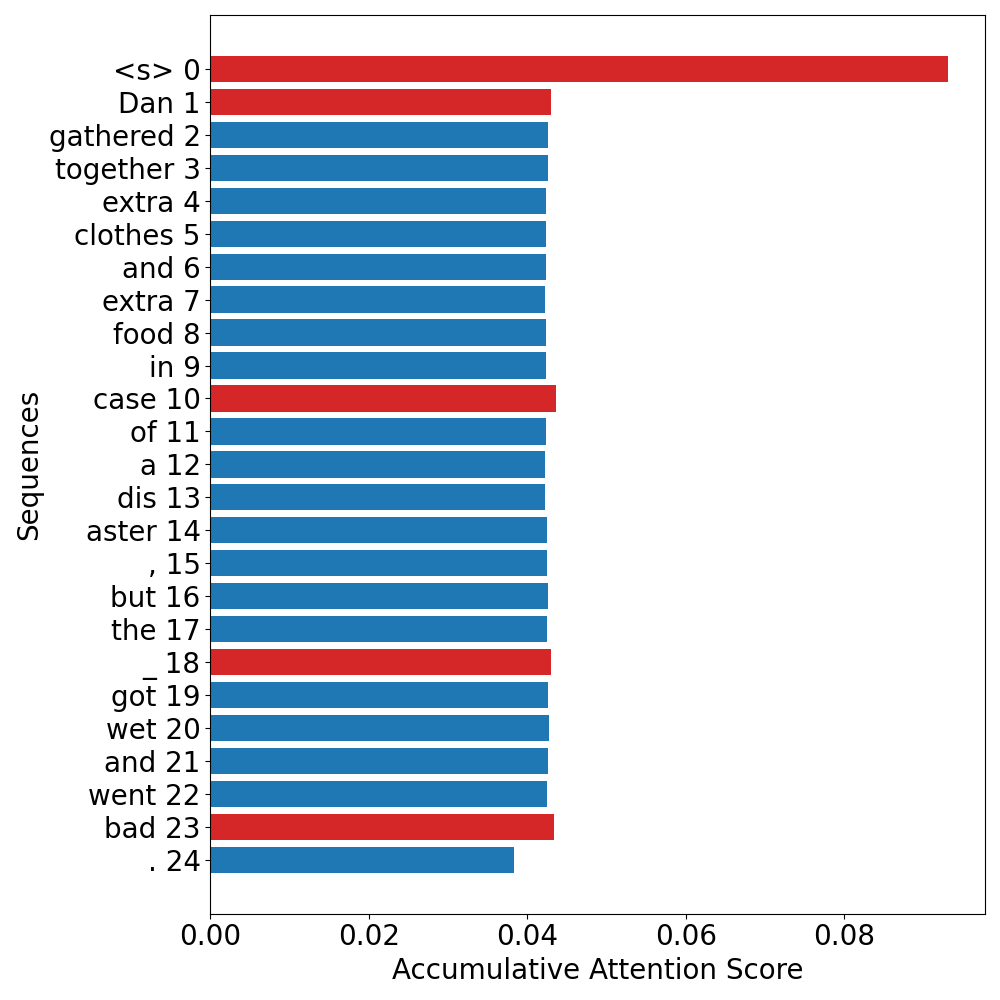 <s> 0
Dan 1
gathered 2
together 3
extra 4
clothes 5
and 6
extra 7
food 8
in 9
case 10
of 11
a 12
dis 13
aster 14
, 15
but 16
the 17
_ 18
got 19
wet 20
and 21
went 22
bad 23
. 24
Sequences
0.00 0.02 0.04 0.06 0.08
Accumulative Attention Score